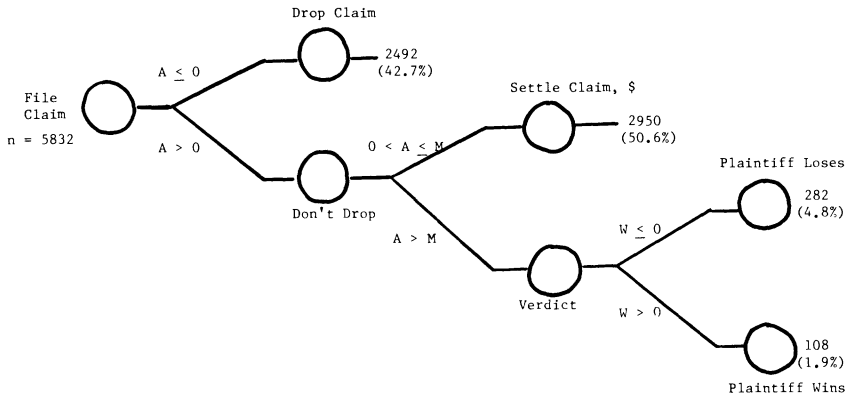 Drop Claim
A ≤ 0
2492
(42.7%)
File
Claim
n = 5832
A > 0
Don't Drop
Settle Claim, $
0 < A ≤ M
2950
(50.6%)
A > M
Verdict
Plaintiff Loses
W ≤ 0
282
(4.8%)
W > 0
108
(1.9%)
Plaintiff Wins